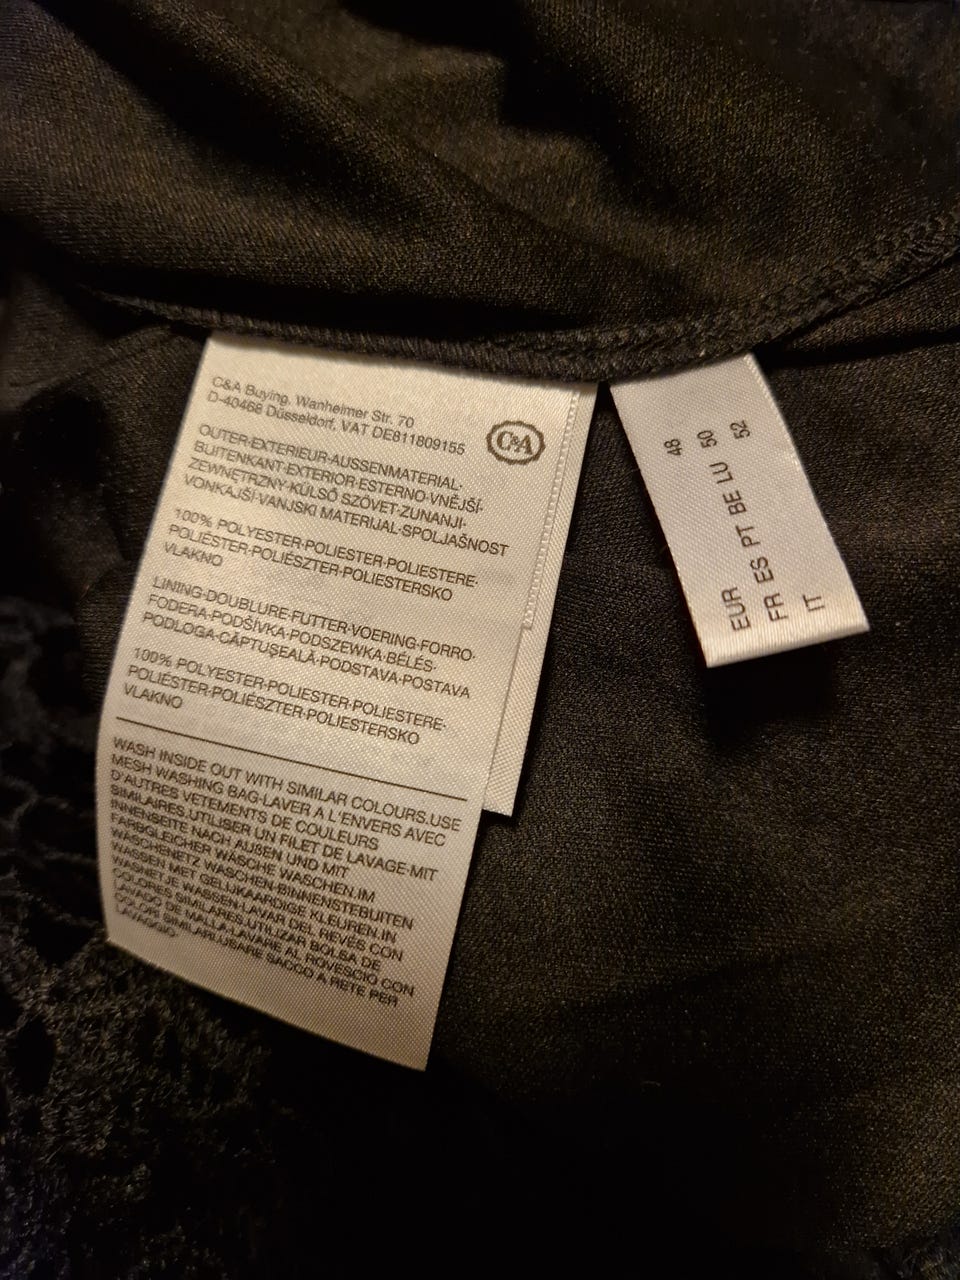 C&A Buying, Wanheimer Str. 70
D-40468 Düsseldorf, VAT DE811809155
C&A
OUTER·EXTERIEUR·AUSSENMATERIAL·
BUITENKANT·EXTERIOR·ESTERNO·VNĚJŠÍ·
ZEWNĘTRZNY·KÜLSŐ SZÖVET·ZUNANJI·
VONKAJŠÍ·VANJSKI MATERIJAL·SPOLJAŠNOST
100% POLYESTER·POLIESTER·POLIESTERE·
POLIÉSTER·POLIÉSZTER·POLIESTERSKO
VLAKNO
LINING·DOUBLURE·FUTTER·VOERING·FORRO·
FODERA·PODŠÍVKA·PODSZEWKA·BÉLÉS·
PODLOGA·CĂPTUȘEALĂ·PODSTAVA·POSTAVA
100% POLYESTER·POLIESTER·POLIESTERE·
POLIÉSTER·POLIÉSZTER·POLIESTERSKO
VLAKNO
WASH INSIDE OUT WITH SIMILAR COLOURS.USE
MESH WASHING BAG·LAVER A L'ENVERS AVEC
D'AUTRES VETEMENTS DE COULEURS
SIMILAIRES.UTILISER UN FILET DE LAVAGE·MIT
FARBGLEICHER WÄSCHE WASCHEN.IM
INNENSEITE NACH AUßEN UND MIT
WASCHENETZ WASCHEN·BINNENSTEBUITEN
WASSEN MET GELIJKAARDIGE KLEUREN.IN
WASNETJE WASSEN·LAVAR DEL REVÉS CON
COLORES SIMILARES.UTILIZAR BOLSA DE
LAVADO DE MALLA·LAVARE AL ROVESCIO CON
COLORI SIMILARI.USARE SACCO A RETE PER
LAVAGGIO·
EUR 48
FR ES PT BE LU 50
IT 52